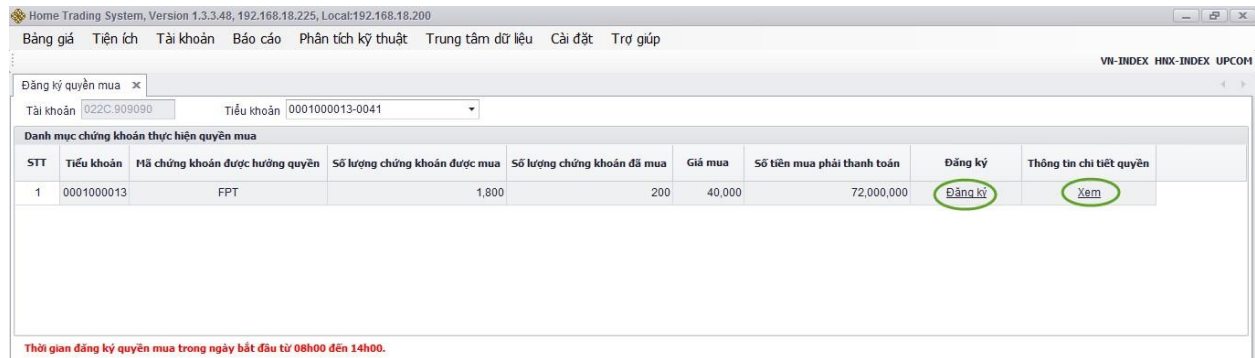 Home Trading System, Version 1.3.3.48, 192.168.18.225, Local:192.168.18.200
Bảng giá Tiện ích Tài khoản Báo cáo Phân tích kỹ thuật Trung tâm dữ liệu Cài đặt Trợ giúp
VN-INDEX HNX-INDEX UPCOM
Đăng ký quyền mua
Tài khoản 022C.909090 Tiểu khoản 0001000013-0041
Danh mục chứng khoán thực hiện quyền mua
STT Tiểu khoản Mã chứng khoán được hưởng quyền Số lượng chứng khoán được mua Số lượng chứng khoán đã mua Giá mua Số tiền mua phải thanh toán Đăng ký Thông tin chi tiết quyền
1 0001000013 FPT 1,800 200 40,000 72,000,000 Đăng ký Xem
Thời gian đăng ký quyền mua trong ngày bắt đầu từ 08h00 đến 14h00.